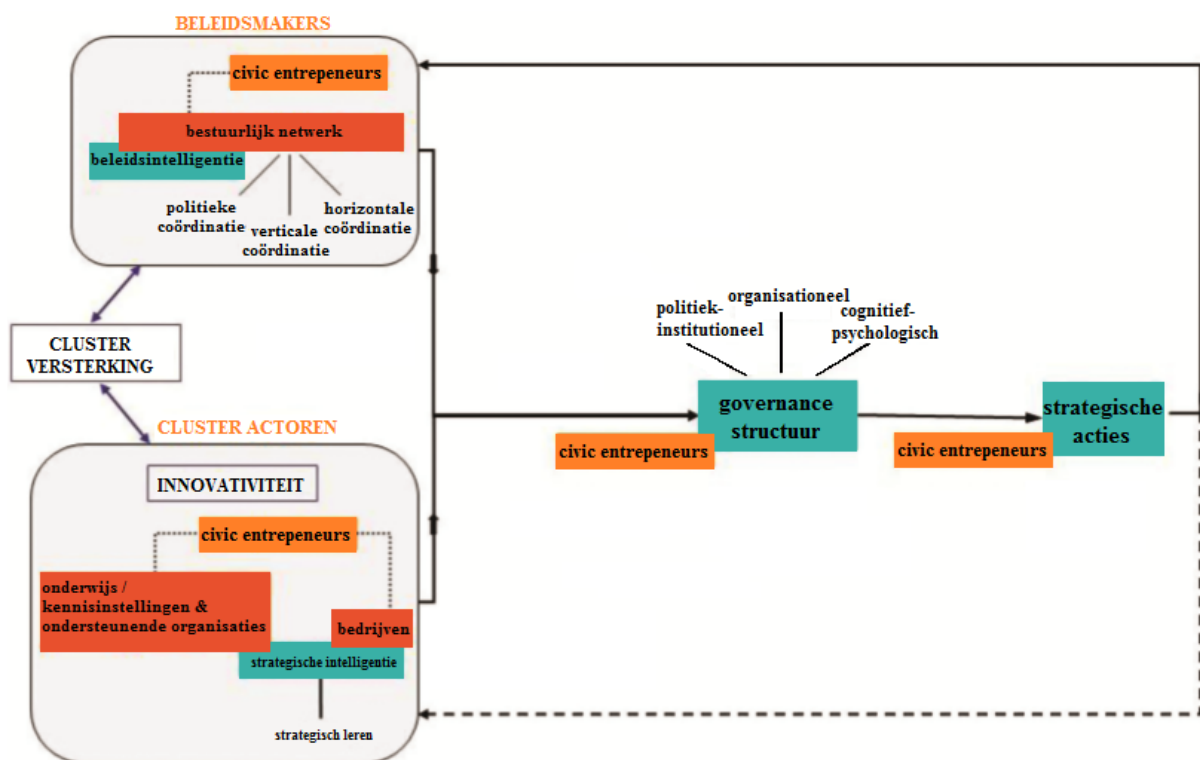 BELEIDSMAKERS
civic entrepeneurs
bestuurlijk netwerk
beleidsintelligentie
politieke
coördinatie
verticale
coördinatie
horizontale
coördinatie
CLUSTER
VERSTERKING
CLUSTER ACTOREN
INNOVATIVITEIT
civic entrepeneurs
onderwijs /
kennisinstellingen &
ondersteunende organisaties
bedrijven
strategische intelligentie
strategisch leren
politiek-
institutioneel
organisationeel
cognitief-
psychologisch
governance
structuur
civic entrepeneurs
strategische
acties
civic entrepeneurs